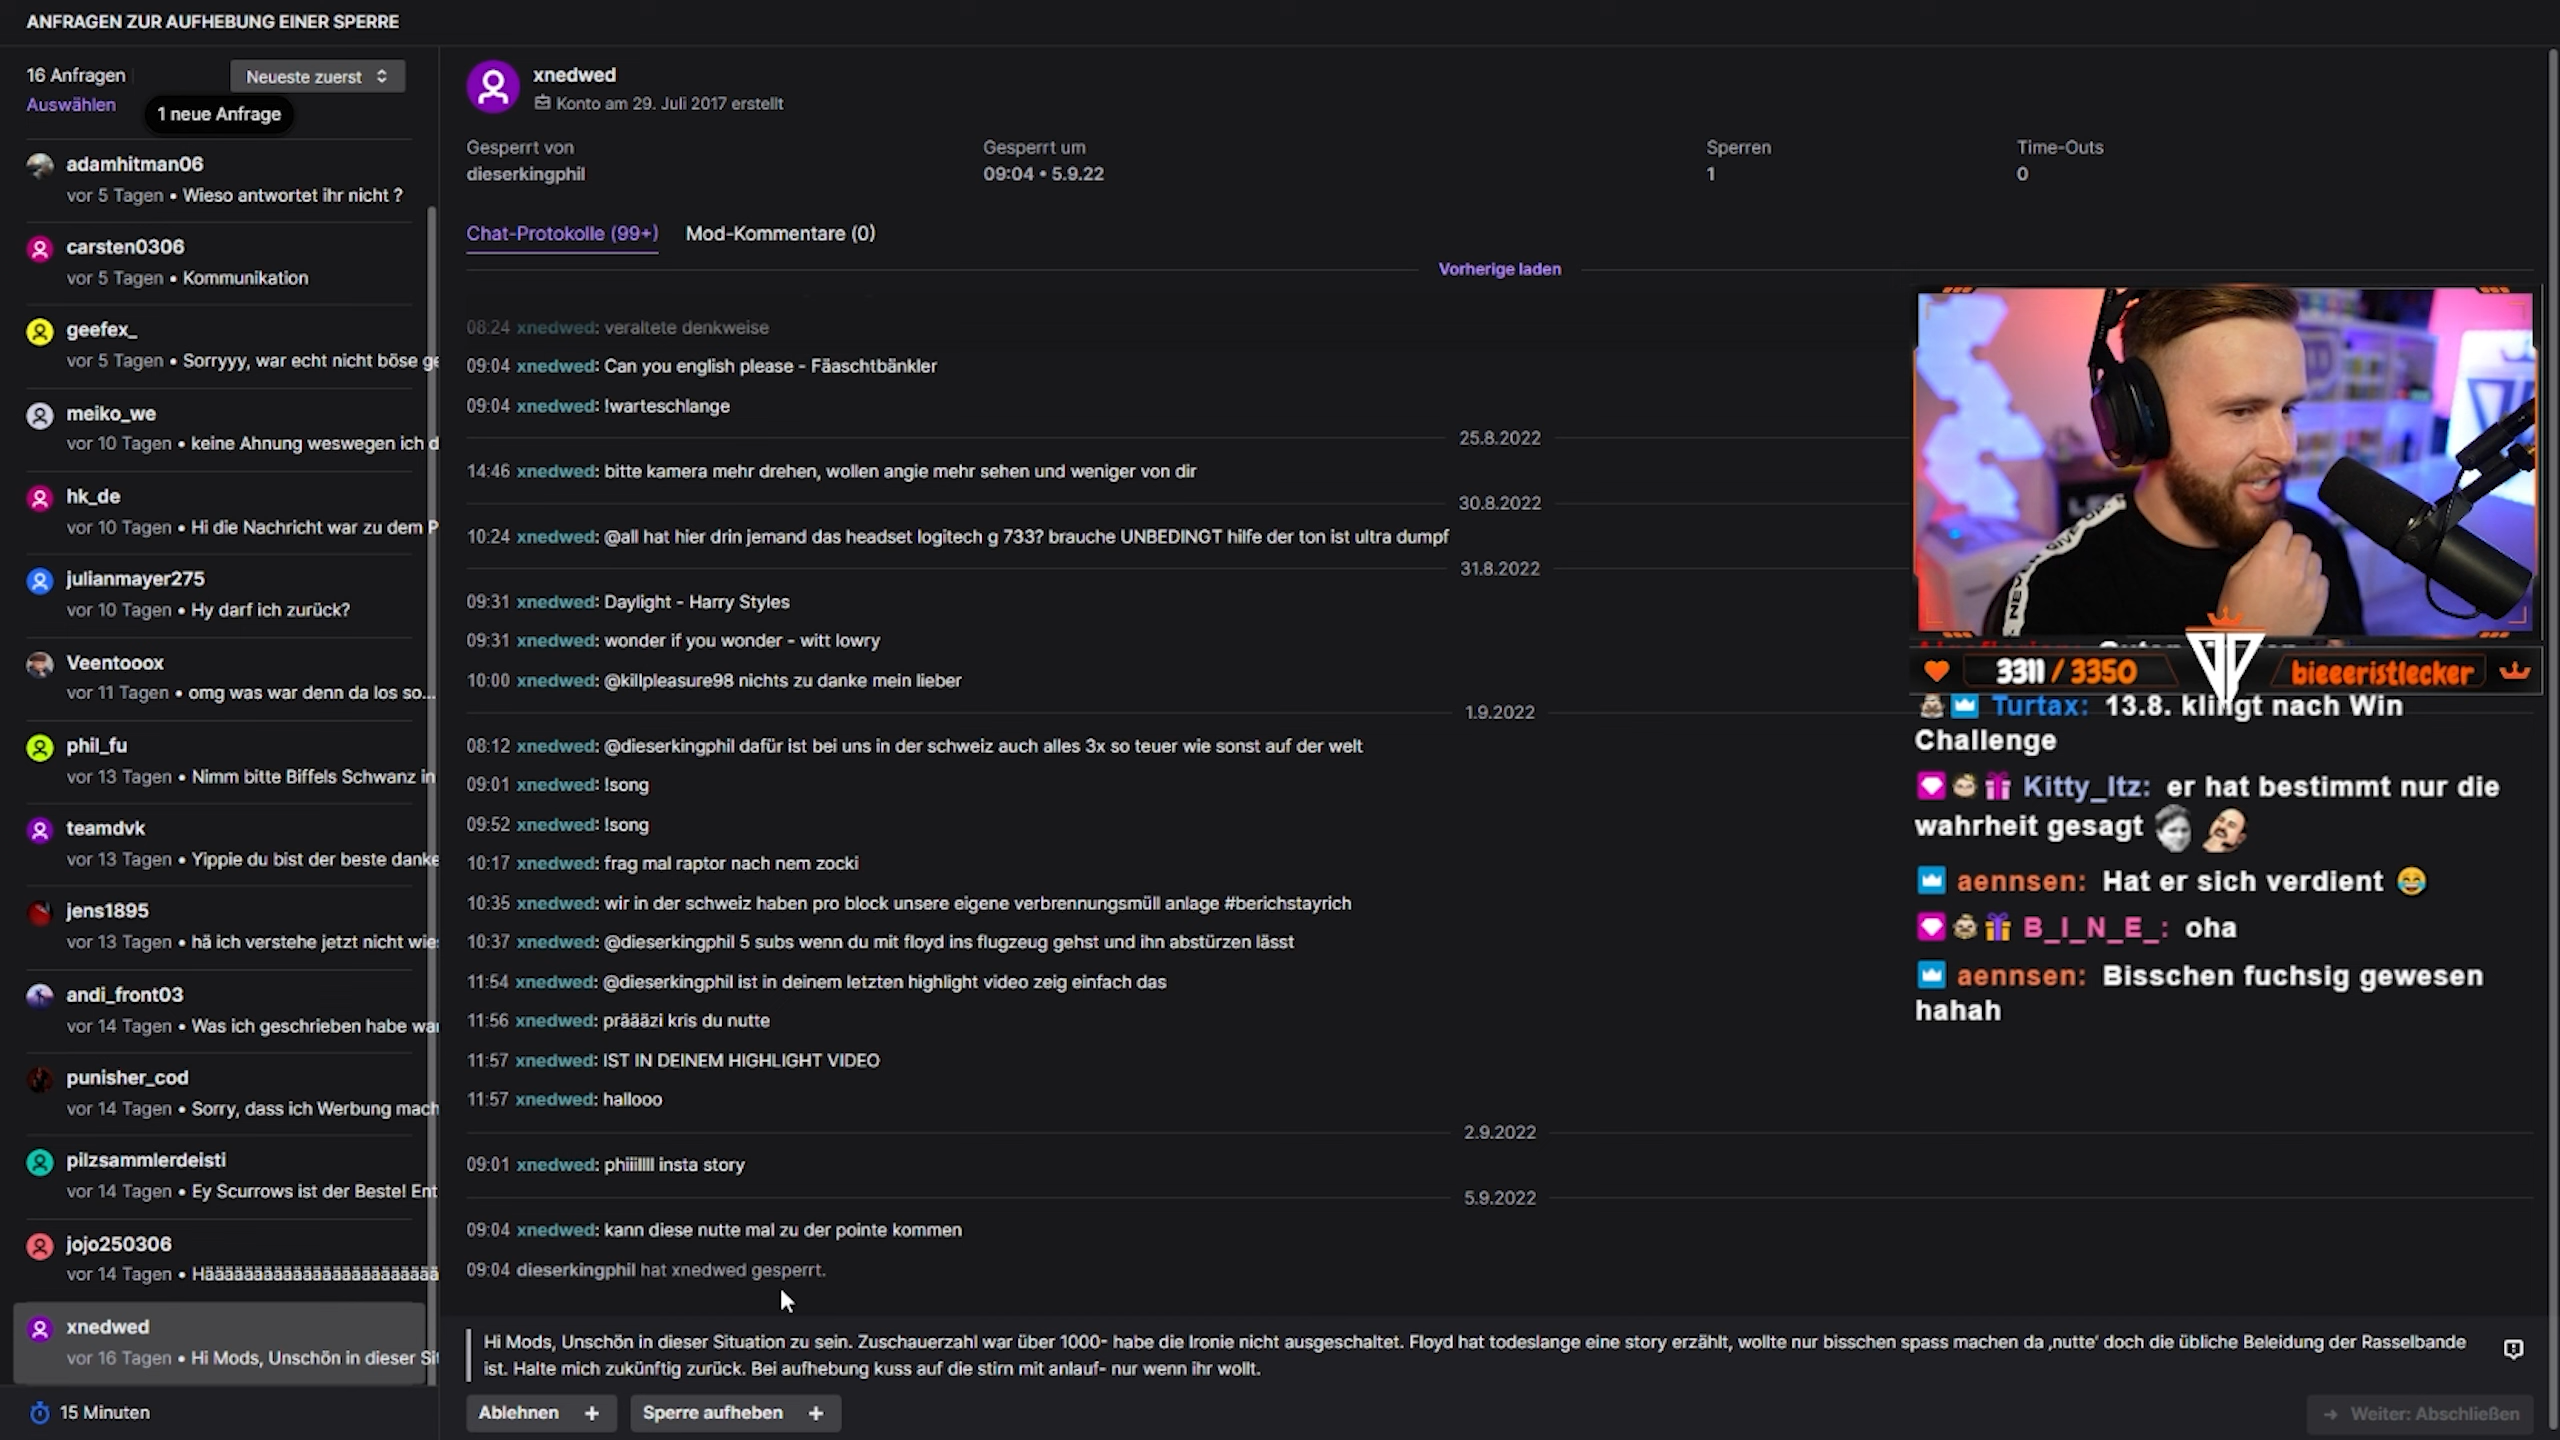 ANFRAGEN ZUR AUFHEBUNG EINER SPERRE
16 Anfragen
Neueste zuerst
Auswählen
1 neue Anfrage
adamhitman06
vor 5 Tagen • Wieso antwortet ihr nicht ?
carsten0306
vor 5 Tagen • Kommunikation
geefex_
vor 5 Tagen • Sorryyy, war echt nicht böse ge
meiko_we
vor 10 Tagen • keine Ahnung weswegen ich d
hk_de
vor 10 Tagen • Hi die Nachricht war zu dem P
julianmayer275
vor 10 Tagen • Hy darf ich zurück?
Veentooox
vor 11 Tagen • omg was war denn da los so...
phil_fu
vor 13 Tagen • Nimm bitte Biffels Schwanz in
teamdvk
vor 13 Tagen • Yippie du bist der beste danke
jens1895
vor 13 Tagen • hä ich verstehe jetzt nicht wie
andi_front03
vor 14 Tagen • Was ich geschrieben habe wa
punisher_cod
vor 14 Tagen • Sorry, dass ich Werbung mach
pilzsammlerdeisti
vor 14 Tagen • Ey Scurrows ist der Beste! Ent
jojo250306
vor 14 Tagen • Hääääääääääääääääääääääää
xnedwed
vor 16 Tagen • Hi Mods, Unschön in dieser Sit
15 Minuten
xnedwed
Konto am 29. Juli 2017 erstellt
Gesperrt von
dieserkingphil
Gesperrt um
09:04 • 5.9.22
Sperren
1
Time-Outs
0
Chat-Protokolle (99+)
Mod-Kommentare (0)
Vorherige laden
08:24 xnedwed: veraltete denkweise
09:04 xnedwed: Can you english please - Fäaschtbänkler
09:04 xnedwed: !warteschlange
25.8.2022
14:46 xnedwed: bitte kamera mehr drehen, wollen angie mehr sehen und weniger von dir
30.8.2022
10:24 xnedwed: @all hat hier drin jemand das headset logitech g 733? brauche UNBEDINGT hilfe der ton ist ultra dumpf
31.8.2022
09:31 xnedwed: Daylight - Harry Styles
09:31 xnedwed: wonder if you wonder - witt lowry
10:00 xnedwed: @killpleasure98 nichts zu danke mein lieber
1.9.2022
08:12 xnedwed: @dieserkingphil dafür ist bei uns in der schweiz auch alles 3x so teuer wie sonst auf der welt
09:01 xnedwed: !song
09:52 xnedwed: !song
10:17 xnedwed: frag mal raptor nach nem zocki
10:35 xnedwed: wir in der schweiz haben pro block unsere eigene verbrennungsmüll anlage #berichstayrich
10:37 xnedwed: @dieserkingphil 5 subs wenn du mit floyd ins flugzeug gehst und ihn abstürzen lässt
11:54 xnedwed: @dieserkingphil ist in deinem letzten highlight video zeig einfach das
11:56 xnedwed: präääzi kris du nutte
11:57 xnedwed: IST IN DEINEM HIGHLIGHT VIDEO
11:57 xnedwed: hallooo
2.9.2022
09:01 xnedwed: phiiillll insta story
5.9.2022
09:04 xnedwed: kann diese nutte mal zu der pointe kommen
09:04 dieserkingphil hat xnedwed gesperrt.
Hi Mods, Unschön in dieser Situation zu sein. Zuschauerzahl war über 1000- habe die Ironie nicht ausgeschaltet. Floyd hat todeslange eine story erzählt, wollte nur bisschen spass machen da ‚nutte' doch die übliche Beleidung der Rasselbande
ist. Halte mich zukünftig zurück. Bei aufhebung kuss auf die stirn mit anlauf- nur wenn ihr wollt.
Ablehnen +
Sperre aufheben +
→ Weiter: Abschließen
3311 / 3350
bieeeristlecker
Turtax: 13.8. klingt nach Win
Challenge
Kitty_Itz: er hat bestimmt nur die
wahrheit gesagt
aennsen: Hat er sich verdient
B_I_N_E_: oha
aennsen: Bisschen fuchsig gewesen
hahah